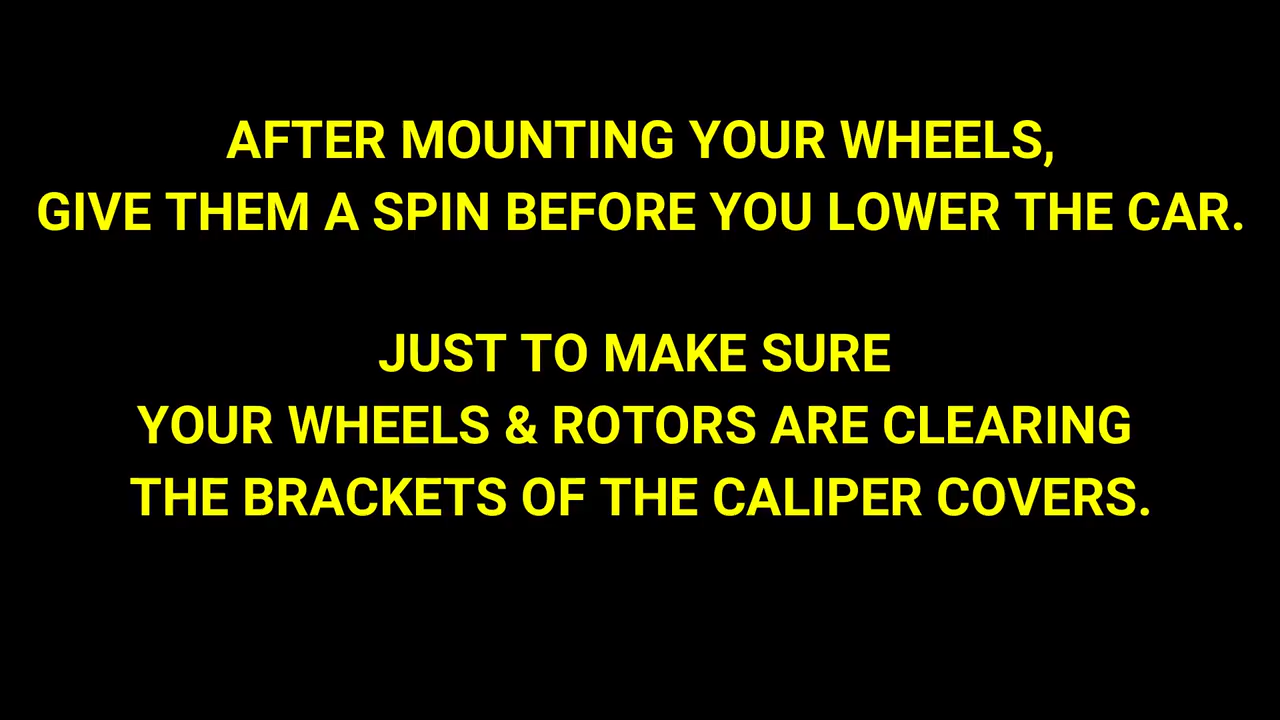 AFTER MOUNTING YOUR WHEELS,
GIVE THEM A SPIN BEFORE YOU LOWER THE CAR.
JUST TO MAKE SURE
YOUR WHEELS & ROTORS ARE CLEARING
THE BRACKETS OF THE CALIPER COVERS.